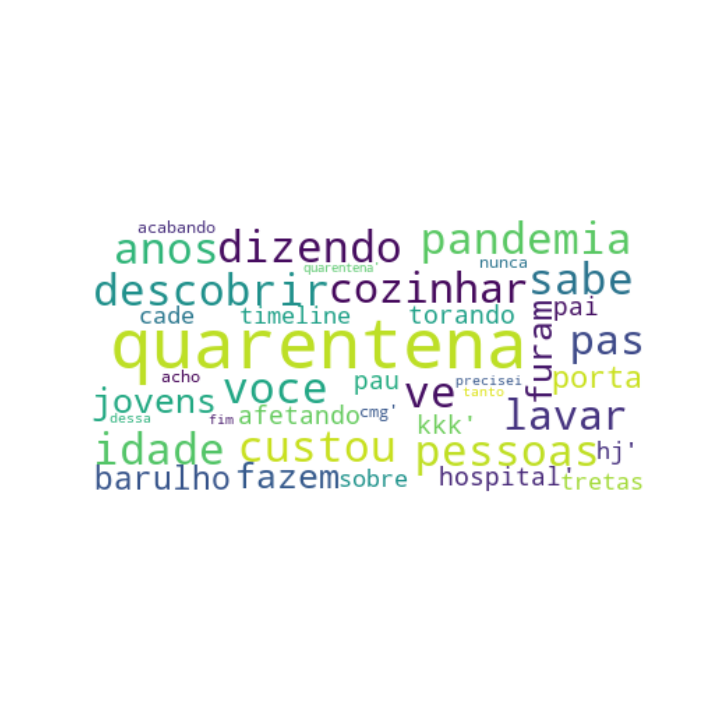 acabando
anos dizendo pandemia
quarentena' nunca
descobrir cozinhar sabe
cade timeline torando furam pai
quarentena pas
acho pau precisei porta
jovens voce ve tanto
dessa fim afetando cmg' kkk' lavar
idade custou pessoas hj'
barulho fazem sobre hospital' tretas